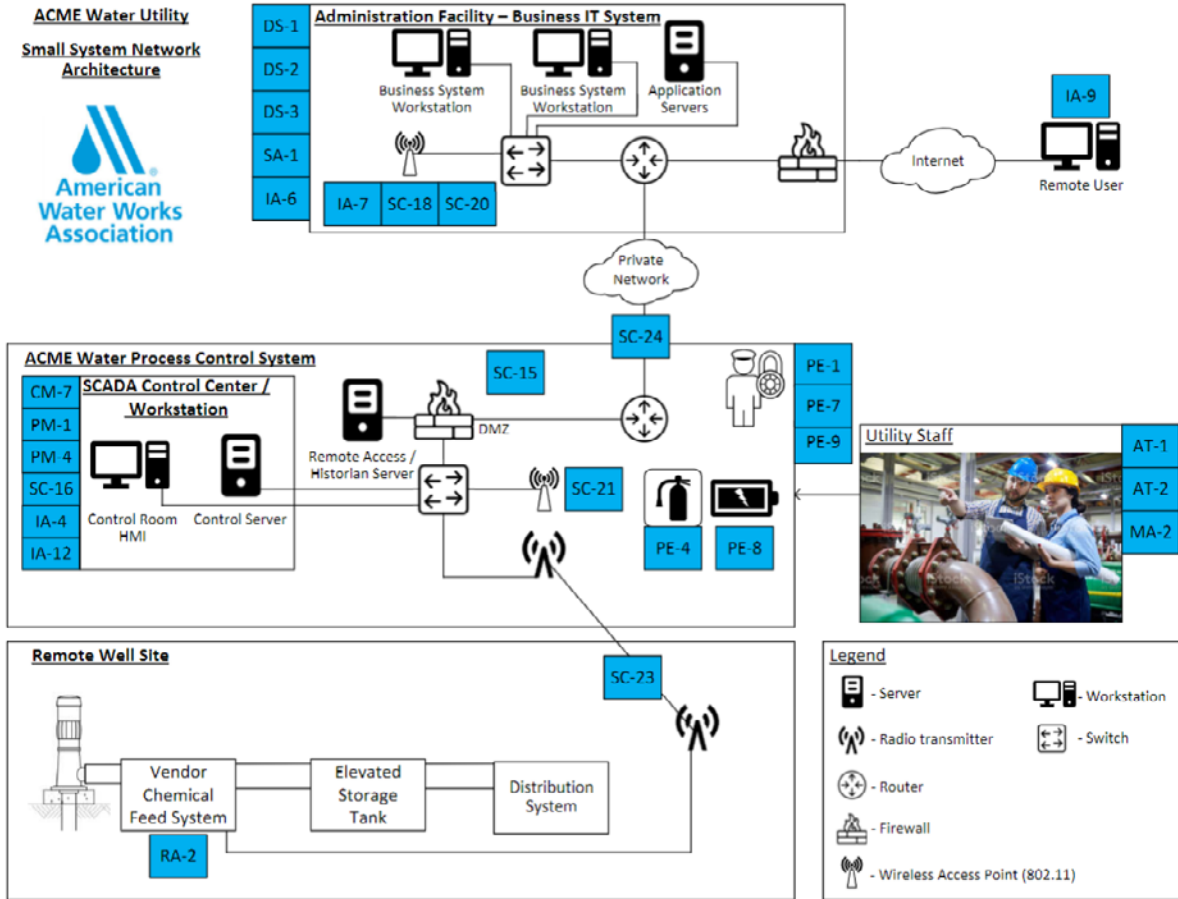 ACME Water Utility
Small System Network
Architecture
American
Water Works
Association
DS-1
DS-2
DS-3
SA-1
IA-6
Administration Facility – Business IT System
Business System
Workstation
Business System
Workstation
Application
Servers
IA-7
SC-18
SC-20
Internet
IA-9
Remote User
Private
Network
SC-24
ACME Water Process Control System
CM-7
PM-1
PM-4
SC-16
IA-4
IA-12
SCADA Control Center /
Workstation
Control Room
HMI
Control Server
Remote Access /
Historian Server
SC-15
DMZ
SC-21
PE-4
PE-8
PE-1
PE-7
PE-9
Utility Staff
iStock
iStock
iStock
AT-1
AT-2
MA-2
Remote Well Site
SC-23
Vendor
Chemical
Feed System
Elevated
Storage
Tank
Distribution
System
RA-2
Legend
- Server
- Workstation
- Radio transmitter
- Switch
- Router
- Firewall
- Wireless Access Point (802.11)